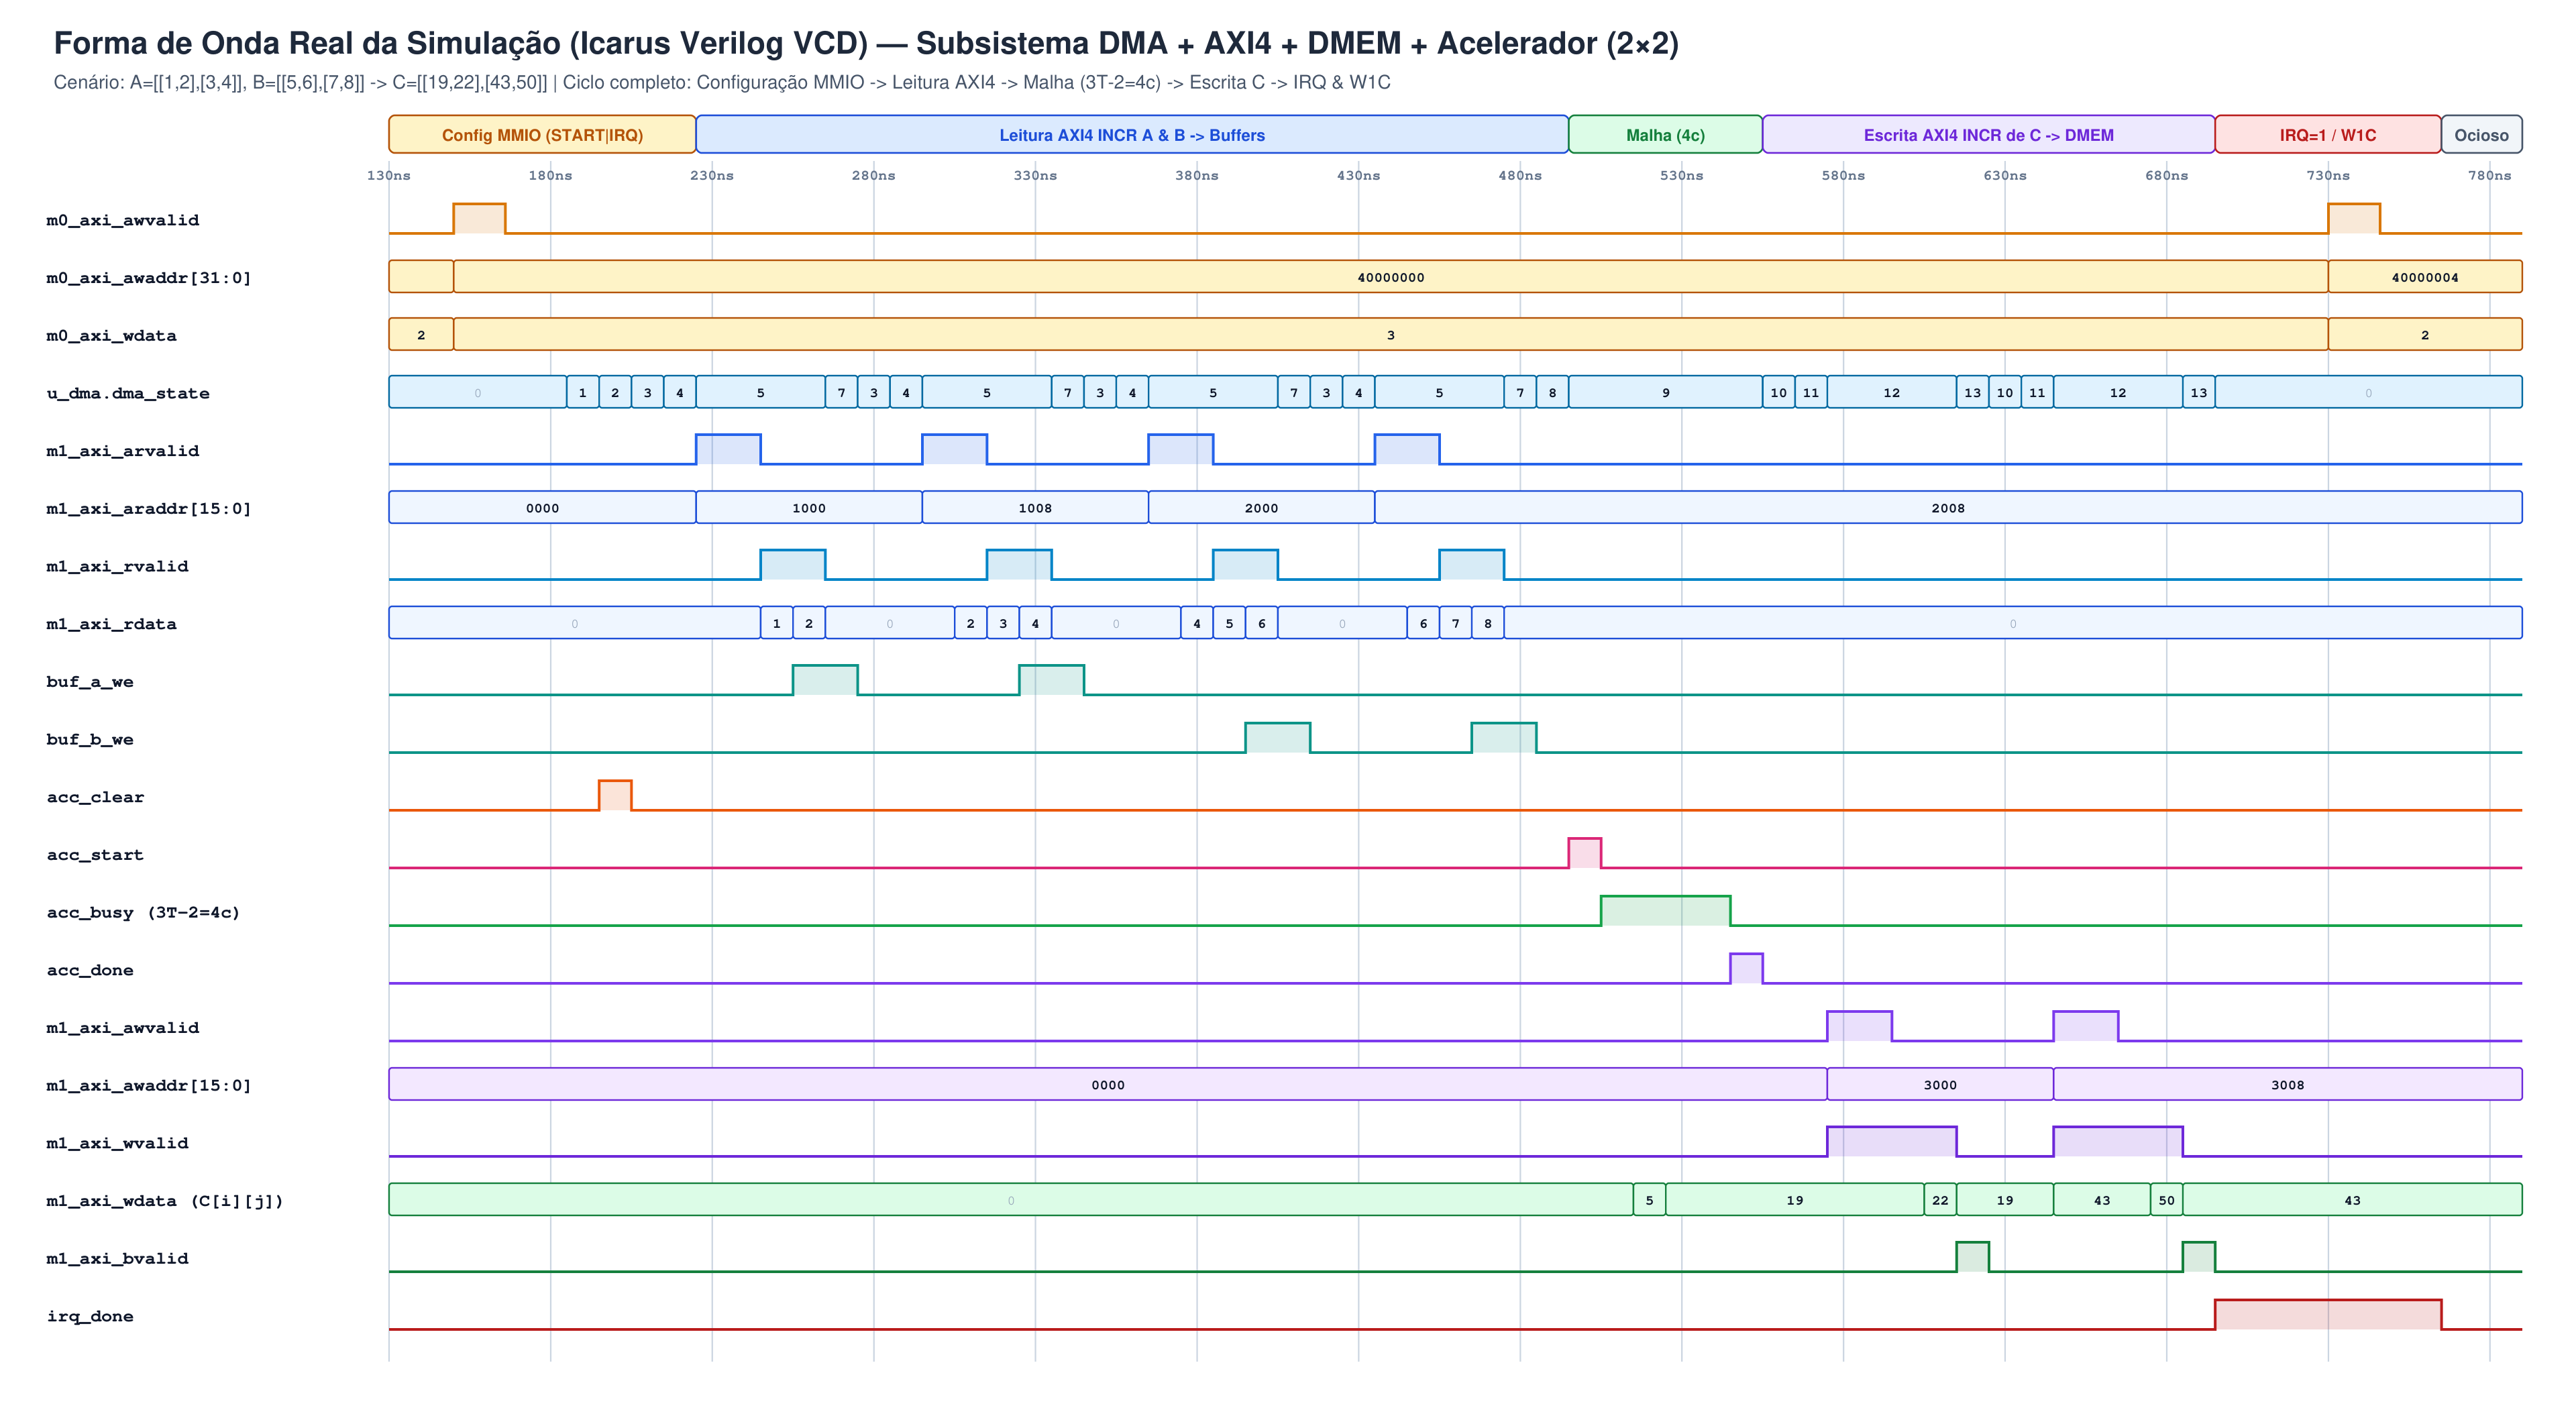 Forma de Onda Real da Simulação (Icarus Verilog VCD) — Subsistema DMA + AXI4 + DMEM + Acelerador (2×2)
Cenário: A=[[1,2],[3,4]], B=[[5,6],[7,8]] -> C=[[19,22],[43,50]] | Ciclo completo: Configuração MMIO -> Leitura AXI4 -> Malha (3T-2=4c) -> Escrita C -> IRQ & W1C
Config MMIO (START|IRQ) Leitura AXI4 INCR A & B -> Buffers Malha (4c) Escrita AXI4 INCR de C -> DMEM IRQ=1 / W1C Ocioso
130ns 180ns 230ns 280ns 330ns 380ns 430ns 480ns 530ns 580ns 630ns 680ns 730ns 780ns
m0_axi_awvalid
m0_axi_awaddr[31:0] 40000000 40000004
m0_axi_wdata 2 3 2
u_dma.dma_state 0 1 2 3 4 5 7 3 4 5 7 3 4 5 7 3 4 5 7 8 9 10 11 12 13 10 11 12 13 0
m1_axi_arvalid
m1_axi_araddr[15:0] 0000 1000 1008 2000 2008
m1_axi_rvalid
m1_axi_rdata 0 1 2 0 2 3 4 0 4 5 6 0 6 7 8 0
buf_a_we
buf_b_we
acc_clear
acc_start
acc_busy (3T-2=4c)
acc_done
m1_axi_awvalid
m1_axi_awaddr[15:0] 0000 3000 3008
m1_axi_wvalid
m1_axi_wdata (C[i][j]) 0 5 19 22 19 43 50 43
m1_axi_bvalid
irq_done